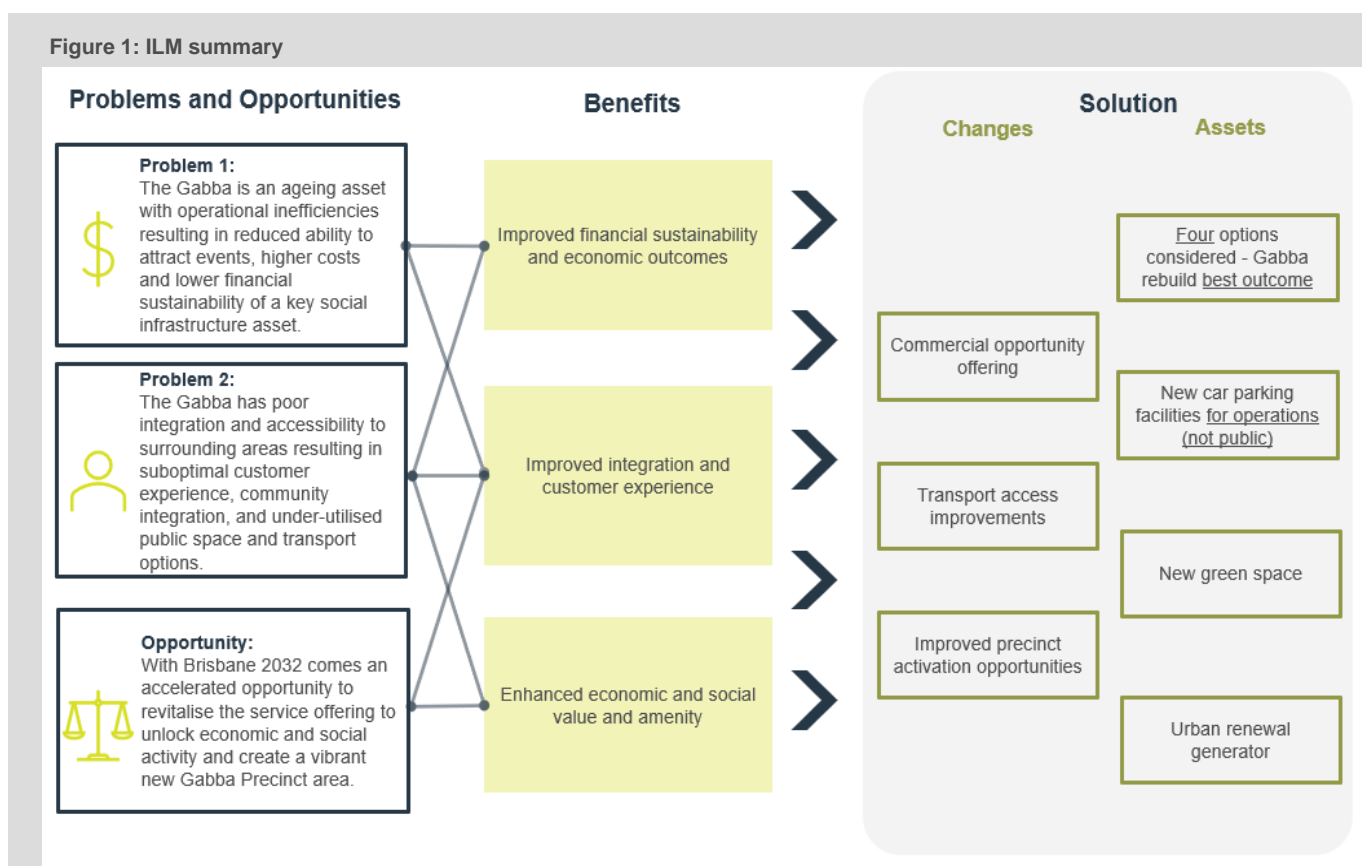 Figure 1: ILM summary
Problems and Opportunities
Problem 1:
The Gabba is an ageing asset
with operational inefficiencies
resulting in reduced ability to
attract events, higher costs
and lower financial
sustainability of a key social
infrastructure asset.
Problem 2:
The Gabba has poor
integration and accessibility to
surrounding areas resulting in
suboptimal customer
experience, community
integration, and under-utilised
public space and transport
options.
Opportunity:
With Brisbane 2032 comes an
accelerated opportunity to
revitalise the service offering to
unlock economic and social
activity and create a vibrant
new Gabba Precinct area.
Benefits
Improved financial sustainability
and economic outcomes
Improved integration and
customer experience
Enhanced economic and social
value and amenity
Solution
Changes
Commercial opportunity
offering
Transport access
improvements
Improved precinct
activation opportunities
Assets
Four options
considered - Gabba
rebuild best outcome
New car parking
facilities for operations
(not public)
New green space
Urban renewal
generator